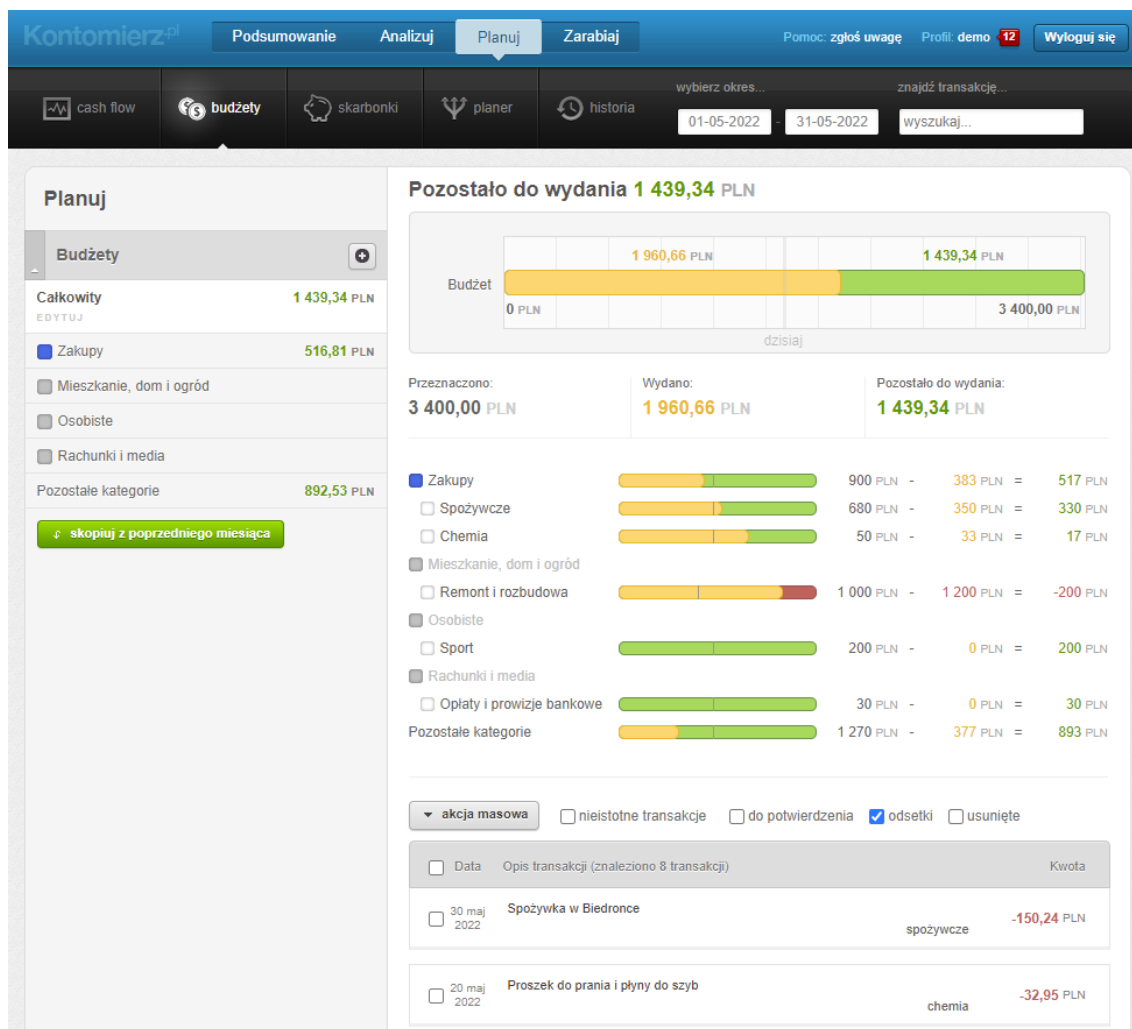 Kontomierz.pl
Podsumowanie Analizuj Planuj Zarabiaj Pomoc: zgłoś uwagę Profil: demo 12 Wyloguj się
cash flow budżety skarbonki planer historia
wybierz okres... znajdź transakcję...
01-05-2022 - 31-05-2022 wyszukaj...
Planuj
Budżety
Całkowity 1 439,34 PLN
EDYTUJ
Zakupy 516,81 PLN
Mieszkanie, dom i ogród
Osobiste
Rachunki i media
Pozostałe kategorie 892,53 PLN
skopiuj z poprzedniego miesiąca
Pozostało do wydania 1 439,34 PLN
1 960,66 PLN 1 439,34 PLN
Budżet
0 PLN 3 400,00 PLN
dzisiaj
Przeznaczono: Wydano: Pozostało do wydania:
3 400,00 PLN 1 960,66 PLN 1 439,34 PLN
Zakupy 900 PLN - 383 PLN = 517 PLN
Spożywcze 680 PLN - 350 PLN = 330 PLN
Chemia 50 PLN - 33 PLN = 17 PLN
Mieszkanie, dom i ogród
Remont i rozbudowa 1 000 PLN - 1 200 PLN = -200 PLN
Osobiste
Sport 200 PLN - 0 PLN = 200 PLN
Rachunki i media
Opłaty i prowizje bankowe 30 PLN - 0 PLN = 30 PLN
Pozostałe kategorie 1 270 PLN - 377 PLN = 893 PLN
akcja masowa nieistotne transakcje do potwierdzenia odsetki usunięte
Data Opis transakcji (znaleziono 8 transakcji) Kwota
30 maj 2022 Spożywka w Biedronce spożywcze -150,24 PLN
20 maj 2022 Proszek do prania i płyny do szyb chemia -32,95 PLN